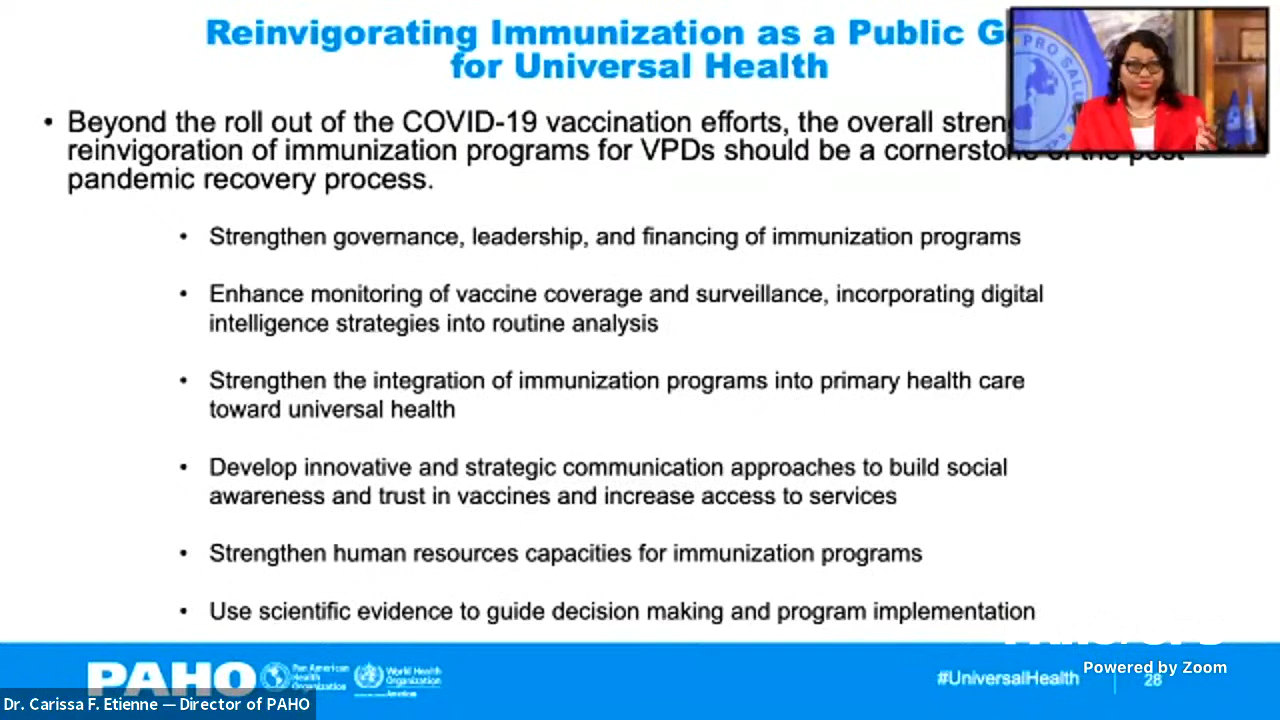 Reinvigorating Immunization as a Public
for Universal Health
PRO SALU
• Beyond the roll out of the COVID-19 vaccination efforts, the overall
reinvigoration of immunization programs for VPDs should be a
pandemic recovery process.
• Strengthen governance, leadership, and financing of immunization programs
• Enhance monitoring of vaccine coverage and surveillance, incorporating digital
intelligence strategies into routine analysis
• Strengthen the integration of immunization programs into primary health care
toward universal health
• Develop innovative and strategic communication approaches to build social
awareness and trust in vaccines and increase access to services
• Strengthen human resources capacities for immunization programs
• Use scientific evidence to guide decision making and program implementation
PAHO
Pan American
Health
Organization
World Health
Organization
Americas
#UniversalHealth
28
Powered by Zoom
Dr. Carissa F. Etienne — Director of PAHO